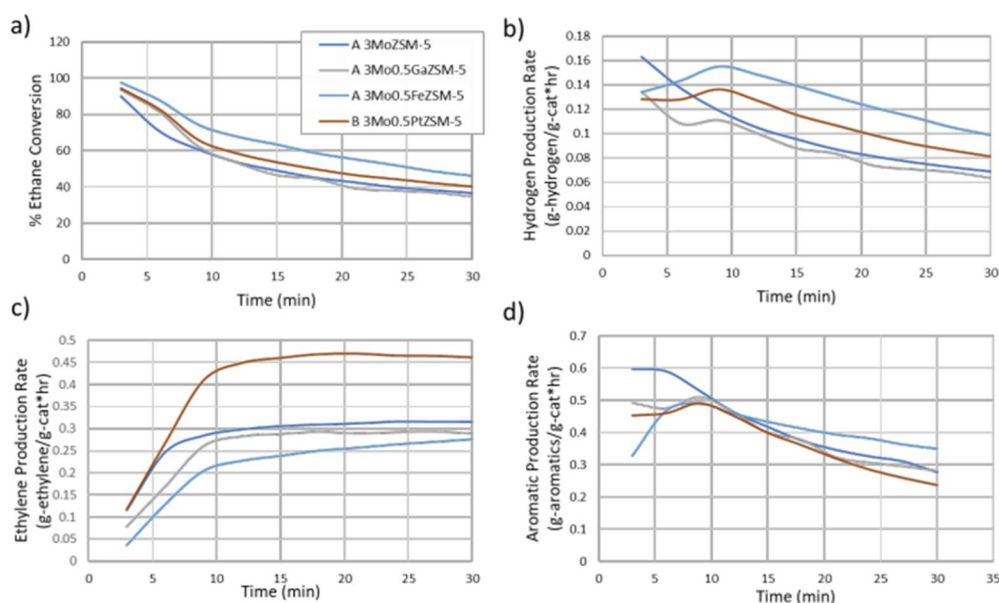 a)
120
100
80
60
40
20
0
% Ethane Conversion
0 5 10 15 20 25 30
Time (min)
A 3MoZSM-5
A 3Mo0.5GaZSM-5
A 3Mo0.5FeZSM-5
B 3Mo0.5PtZSM-5
b)
0.18
0.16
0.14
0.12
0.1
0.08
0.06
0.04
0.02
0
Hydrogen Production Rate
(g-hydrogen/g-cat*hr)
0 5 10 15 20 25 30
Time (min)
c)
0.5
0.45
0.4
0.35
0.3
0.25
0.2
0.15
0.1
0.05
0
Ethylene Production Rate
(g-ethylene/g-cat*hr)
0 5 10 15 20 25 30
Time (min)
d)
0.7
0.6
0.5
0.4
0.3
0.2
0.1
0
Aromatic Production Rate
(g-aromatics/g-cat*hr)
0 5 10 15 20 25 30 35
Time (min)